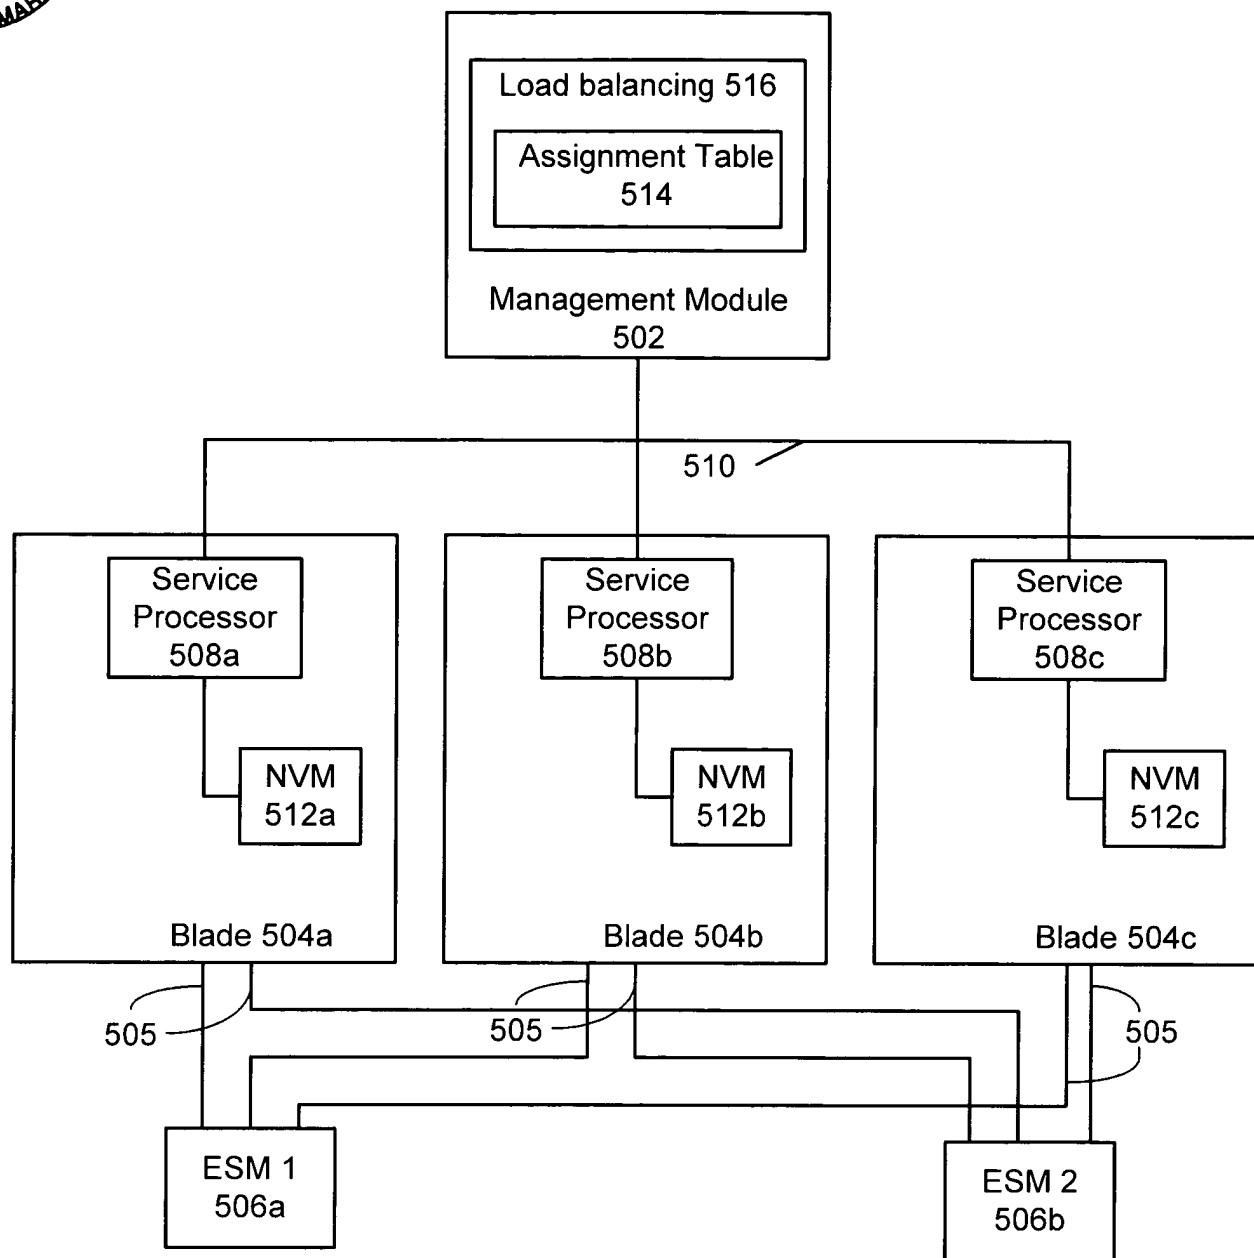 Load balancing 516
Assignment Table
514
Management Module
502
510
Service
Processor
508a
Service
Processor
508b
Service
Processor
508c
NVM
512a
NVM
512b
NVM
512c
Blade 504a
Blade 504b
Blade 504c
505
505
505
ESM 1
506a
ESM 2
506b